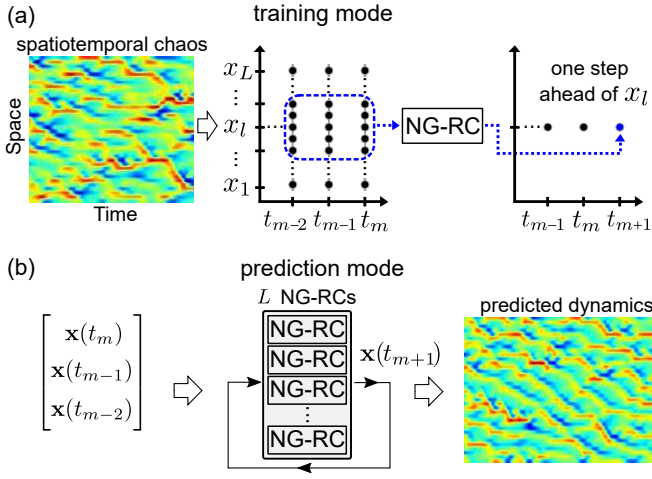 (a)
training mode
spatiotemporal chaos
Space
Time
x_L
⋮
x_l
⋮
x_1
t_{m−2} t_{m−1} t_m
NG-RC
one step
ahead of x_l
t_{m−1} t_m t_{m+1}
(b)
prediction mode
x(t_m)
x(t_{m−1})
x(t_{m−2})
L NG-RCs
NG-RC
NG-RC
NG-RC
⋮
NG-RC
x(t_{m+1})
predicted dynamics